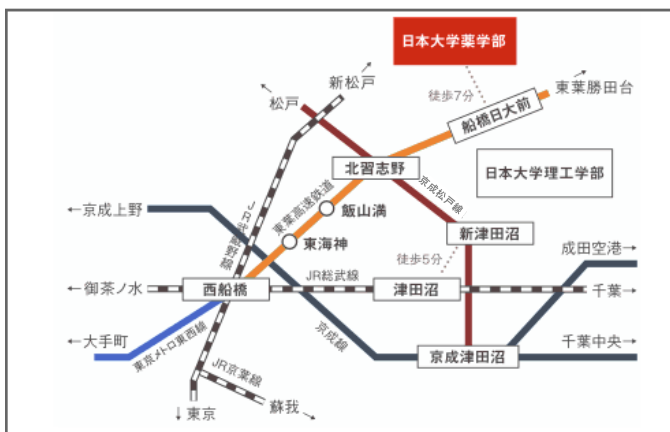 日本大学薬学部
新松戸
松戸
徒歩7分
東葉勝田台
船橋日大前
北習志野
日本大学理工学部
京成松戸線
東葉高速鉄道
JR武蔵野線
←京成上野
飯山満
新津田沼
東海神
徒歩5分
成田空港→
JR総武線
←御茶ノ水
西船橋
津田沼
千葉→
←大手町
東京メトロ東西線
京成線
京成津田沼
千葉中央→
JR京葉線
↓東京
蘇我